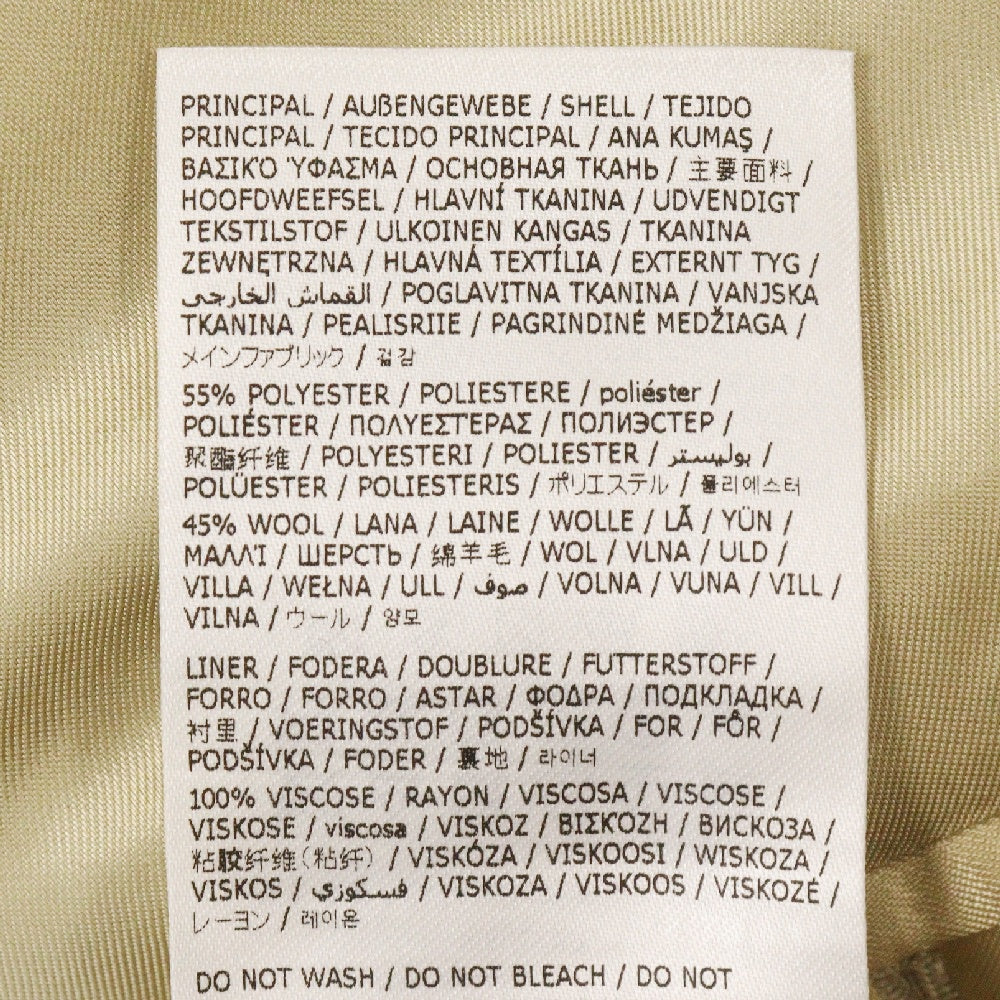 PRINCIPAL / AUßENGEWEBE / SHELL / TEJIDO
PRINCIPAL / TECIDO PRINCIPAL / ANA KUMAŞ /
ΒΑΣΙΚΌ ΎΦΑΣΜΑ / ОСНОВНАЯ ТКАНЬ / 主要面料 /
HOOFDWEEFSEL / HLAVNÍ TKANINA / UDVENDIGT
TEKSTILSTOF / ULKOINEN KANGAS / TKANINA
ZEWNĘTRZNA / HLAVNÁ TEXTÍLIA / EXTERNT TYG /
القماش الخارجي / POGLAVITNA TKANINA / VANJSKA
TKANINA / PEALISRIIE / PAGRINDINĖ MEDŽIAGA /
メインファブリック / 겉감
55% POLYESTER / POLIESTERE / poliéster /
POLIÉSTER / ΠΟΛΥΕΣΤΕΡΑΣ / ПОЛИЭСТЕР /
聚酯纤维 / POLYESTERI / POLIESTER / بوليستر /
POLÜESTER / POLIESTERIS / ポリエステル / 폴리에스터
45% WOOL / LANA / LAINE / WOLLE / LÃ / YÜN /
ΜΑΛΛΊ / ШЕРСТЬ / 绵羊毛 / WOL / VLNA / ULD /
VILLA / WEŁNA / ULL / صوف / VOLNA / VUNA / VILL /
VILNA / ウール / 양모
LINER / FODERA / DOUBLURE / FUTTERSTOFF /
FORRO / FORRO / ASTAR / ΦΟΔΡΑ / ПОДКЛАДКА /
衬里 / VOERINGSTOF / PODŠÍVKA / FOR / FÔR /
PODŠÍVKA / FODER / 裏地 / 라이너
100% VISCOSE / RAYON / VISCOSA / VISCOSE /
VISKOSE / viscosa / VISKOZ / ΒΙΣΚΟΖΗ / ВИСКОЗА /
粘胶纤维(粘纤) / VISKÓZA / VISKOOSI / WISKOZA /
VISKOS / فسكوزي / VISKOZA / VISKOOS / VISKOZĖ /
レーヨン / 레이온
DO NOT WASH / DO NOT BLEACH / DO NOT